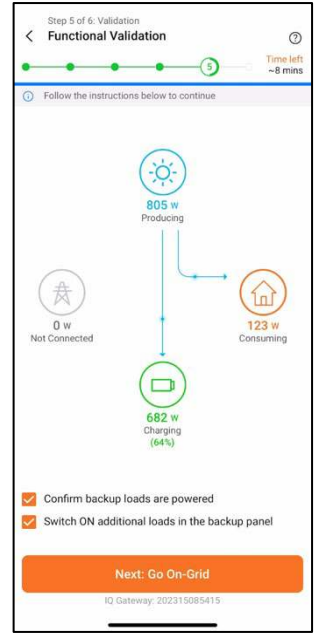 Step 5 of 6: Validation
Functional Validation
5
Time left
~8 mins
Follow the instructions below to continue
805 W
Producing
0 W
Not Connected
123 W
Consuming
682 W
Charging
(64%)
Confirm backup loads are powered
Switch ON additional loads in the backup panel
Next: Go On-Grid
IQ Gateway: 202315085415